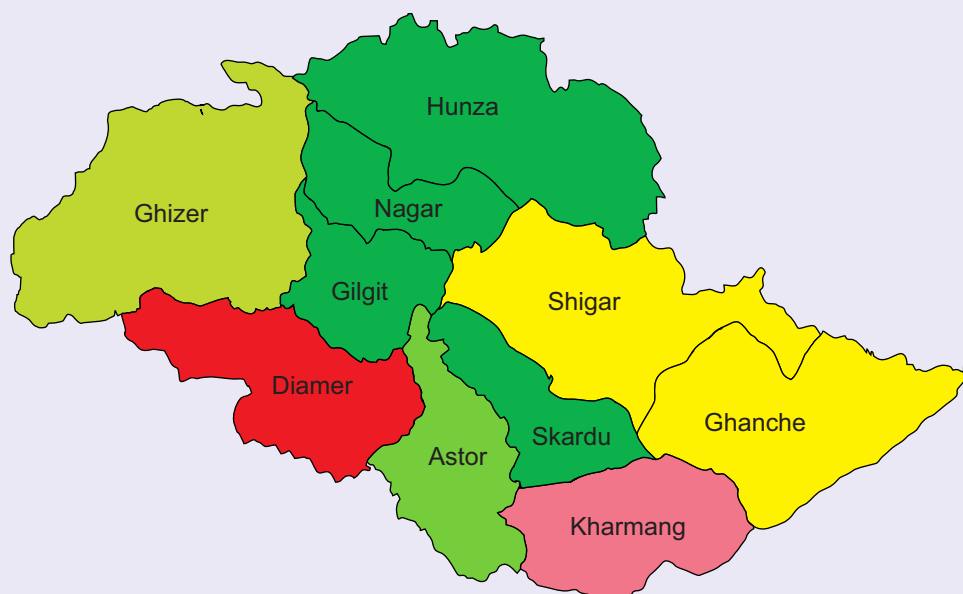 Hunza
Ghizer
Nagar
Gilgit
Shigar
Diamer
Ghanche
Skardu
Astor
Kharmang